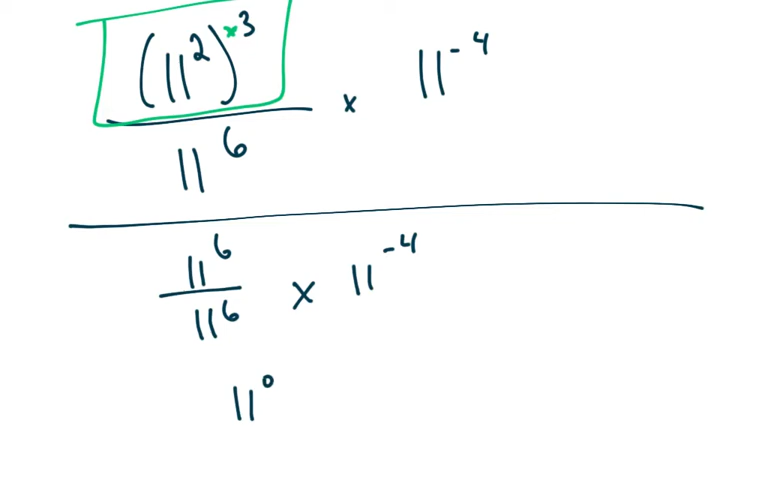 (11²)ˣ³ / 11⁶ × 11⁻⁴
11⁶ / 11⁶ × 11⁻⁴
11⁰